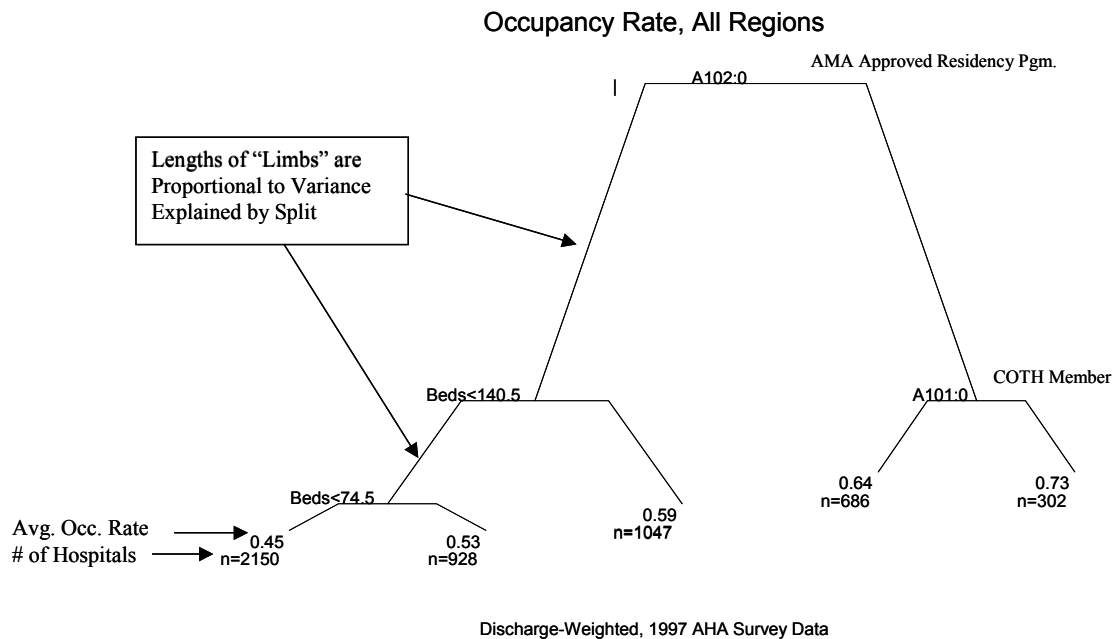 Occupancy Rate, All Regions
AMA Approved Residency Pgm.
A102:0
|
Lengths of “Limbs” are
Proportional to Variance
Explained by Split
COTH Member
Beds<140.5
A101:0
0.64
n=686
0.73
n=302
Beds<74.5
0.59
n=1047
Avg. Occ. Rate
# of Hospitals
0.45
n=2150
0.53
n=928
Discharge-Weighted, 1997 AHA Survey Data